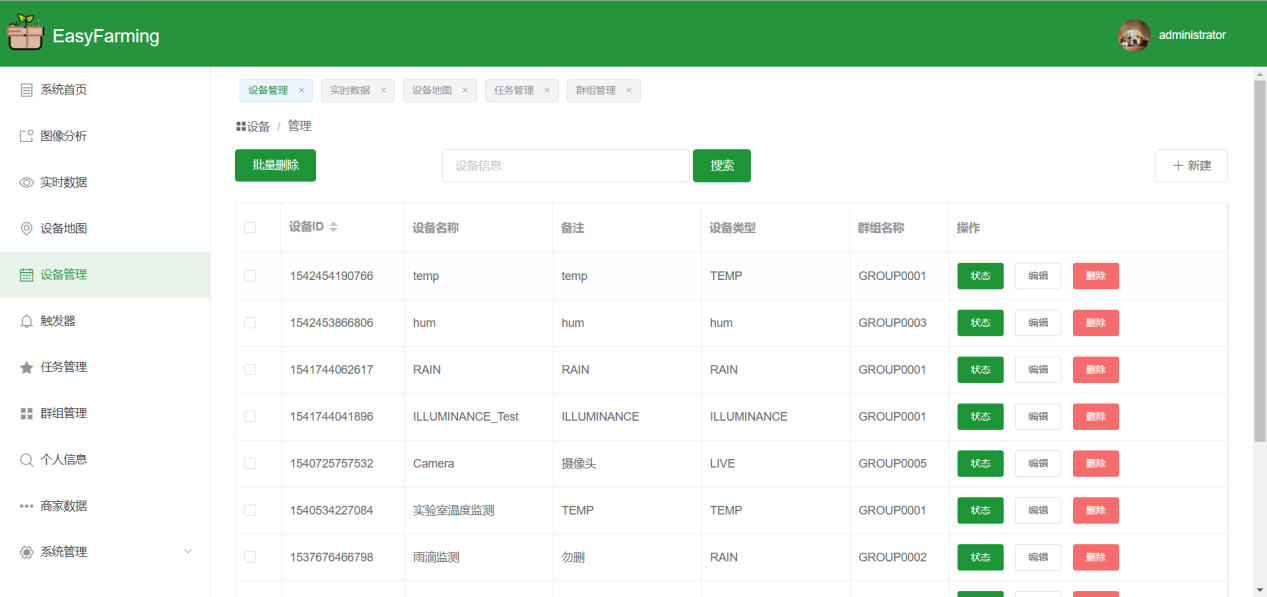 EasyFarming
administrator
系统首页
图像分析
实时数据
设备地图
设备管理
触发器
任务管理
群组管理
个人信息
商家数据
系统管理
设备管理 × 实时数据 × 设备地图 × 任务管理 × 群组管理 ×
设备 / 管理
批量删除 设备信息 搜索 + 新建
设备ID 设备名称 备注 设备类型 群组名称 操作
1542454190766 temp temp TEMP GROUP0001 状态 编辑 删除
1542453866806 hum hum hum GROUP0003 状态 编辑 删除
1541744062617 RAIN RAIN RAIN GROUP0001 状态 编辑 删除
1541744041896 ILLUMINANCE_Test ILLUMINANCE ILLUMINANCE GROUP0001 状态 编辑 删除
1540725757532 Camera 摄像头 LIVE GROUP0005 状态 编辑 删除
1540534227084 实验室温度监测 TEMP TEMP GROUP0001 状态 编辑 删除
1537676466798 雨滴监测 勿删 RAIN GROUP0002 状态 编辑 删除